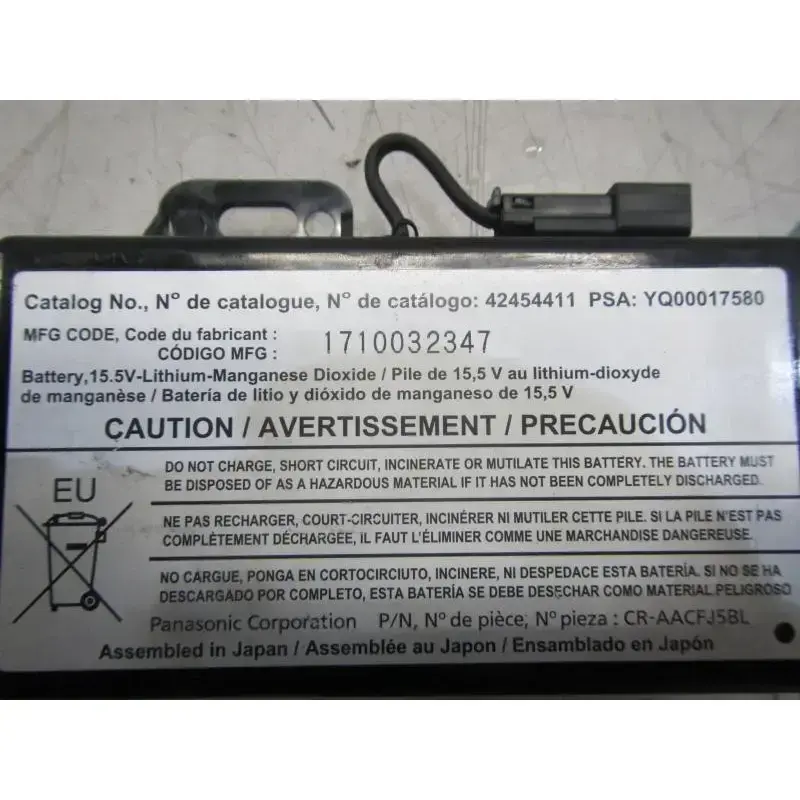 Catalog No., Nº de catalogue, Nº de catálogo: 42454411 PSA: YQ00017580
MFG CODE, Code du fabricant :
CÓDIGO MFG : 1710032347
Battery,15.5V-Lithium-Manganese Dioxide / Pile de 15,5 V au lithium-dioxyde
de manganèse / Batería de litio y dióxido de manganeso de 15,5 V
CAUTION / AVERTISSEMENT / PRECAUCIÓN
EU
DO NOT CHARGE, SHORT CIRCUIT, INCINERATE OR MUTILATE THIS BATTERY. THE BATTERY MUST
BE DISPOSED OF AS A HAZARDOUS MATERIAL IF IT HAS NOT BEEN COMPLETELY DISCHARGED.
NE PAS RECHARGER, COURT-CIRCUITER, INCINÉRER NI MUTILER CETTE PILE. SI LA PILE N'EST PAS
COMPLÈTEMENT DÉCHARGÉE, IL FAUT L'ÉLIMINER COMME UNE MARCHANDISE DANGEREUSE.
NO CARGUE, PONGA EN CORTOCIRCIUTO, INCINERE, NI DESPEDACE ESTA BATERÍA. SI NO SE HA
DESCARGADO POR COMPLETO, ESTA BATERÍA SE DEBE DESECHAR COMO MATERIAL PELIGROSO
Panasonic Corporation P/N, Nº de pièce; Nº pieza : CR-AACFJ5BL
Assembled in Japan / Assemblée au Japon / Ensamblado en Japón